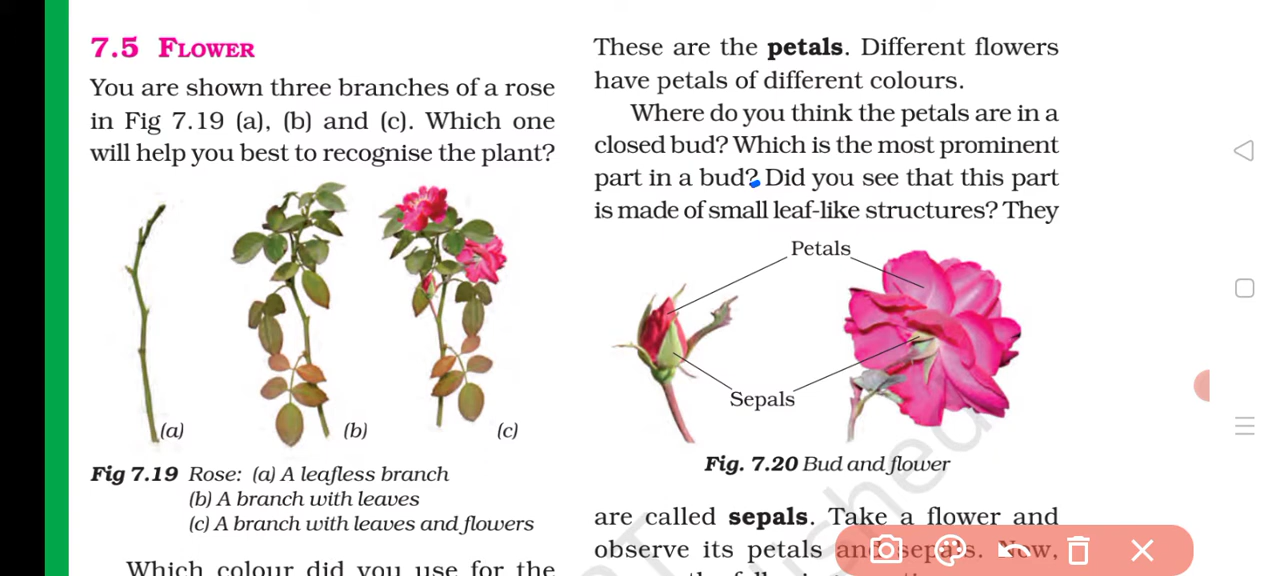 7.5 FLOWER
You are shown three branches of a rose
in Fig 7.19 (a), (b) and (c). Which one
will help you best to recognise the plant?
(a)
(b)
(c)
Fig 7.19 Rose: (a) A leafless branch
(b) A branch with leaves
(c) A branch with leaves and flowers
Which colour did you use for the
These are the petals. Different flowers
have petals of different colours.
Where do you think the petals are in a
closed bud? Which is the most prominent
part in a bud? Did you see that this part
is made of small leaf-like structures? They
Petals
Sepals
Fig. 7.20 Bud and flower
are called sepals. Take a flower and
observe its petals and sepals. Now,